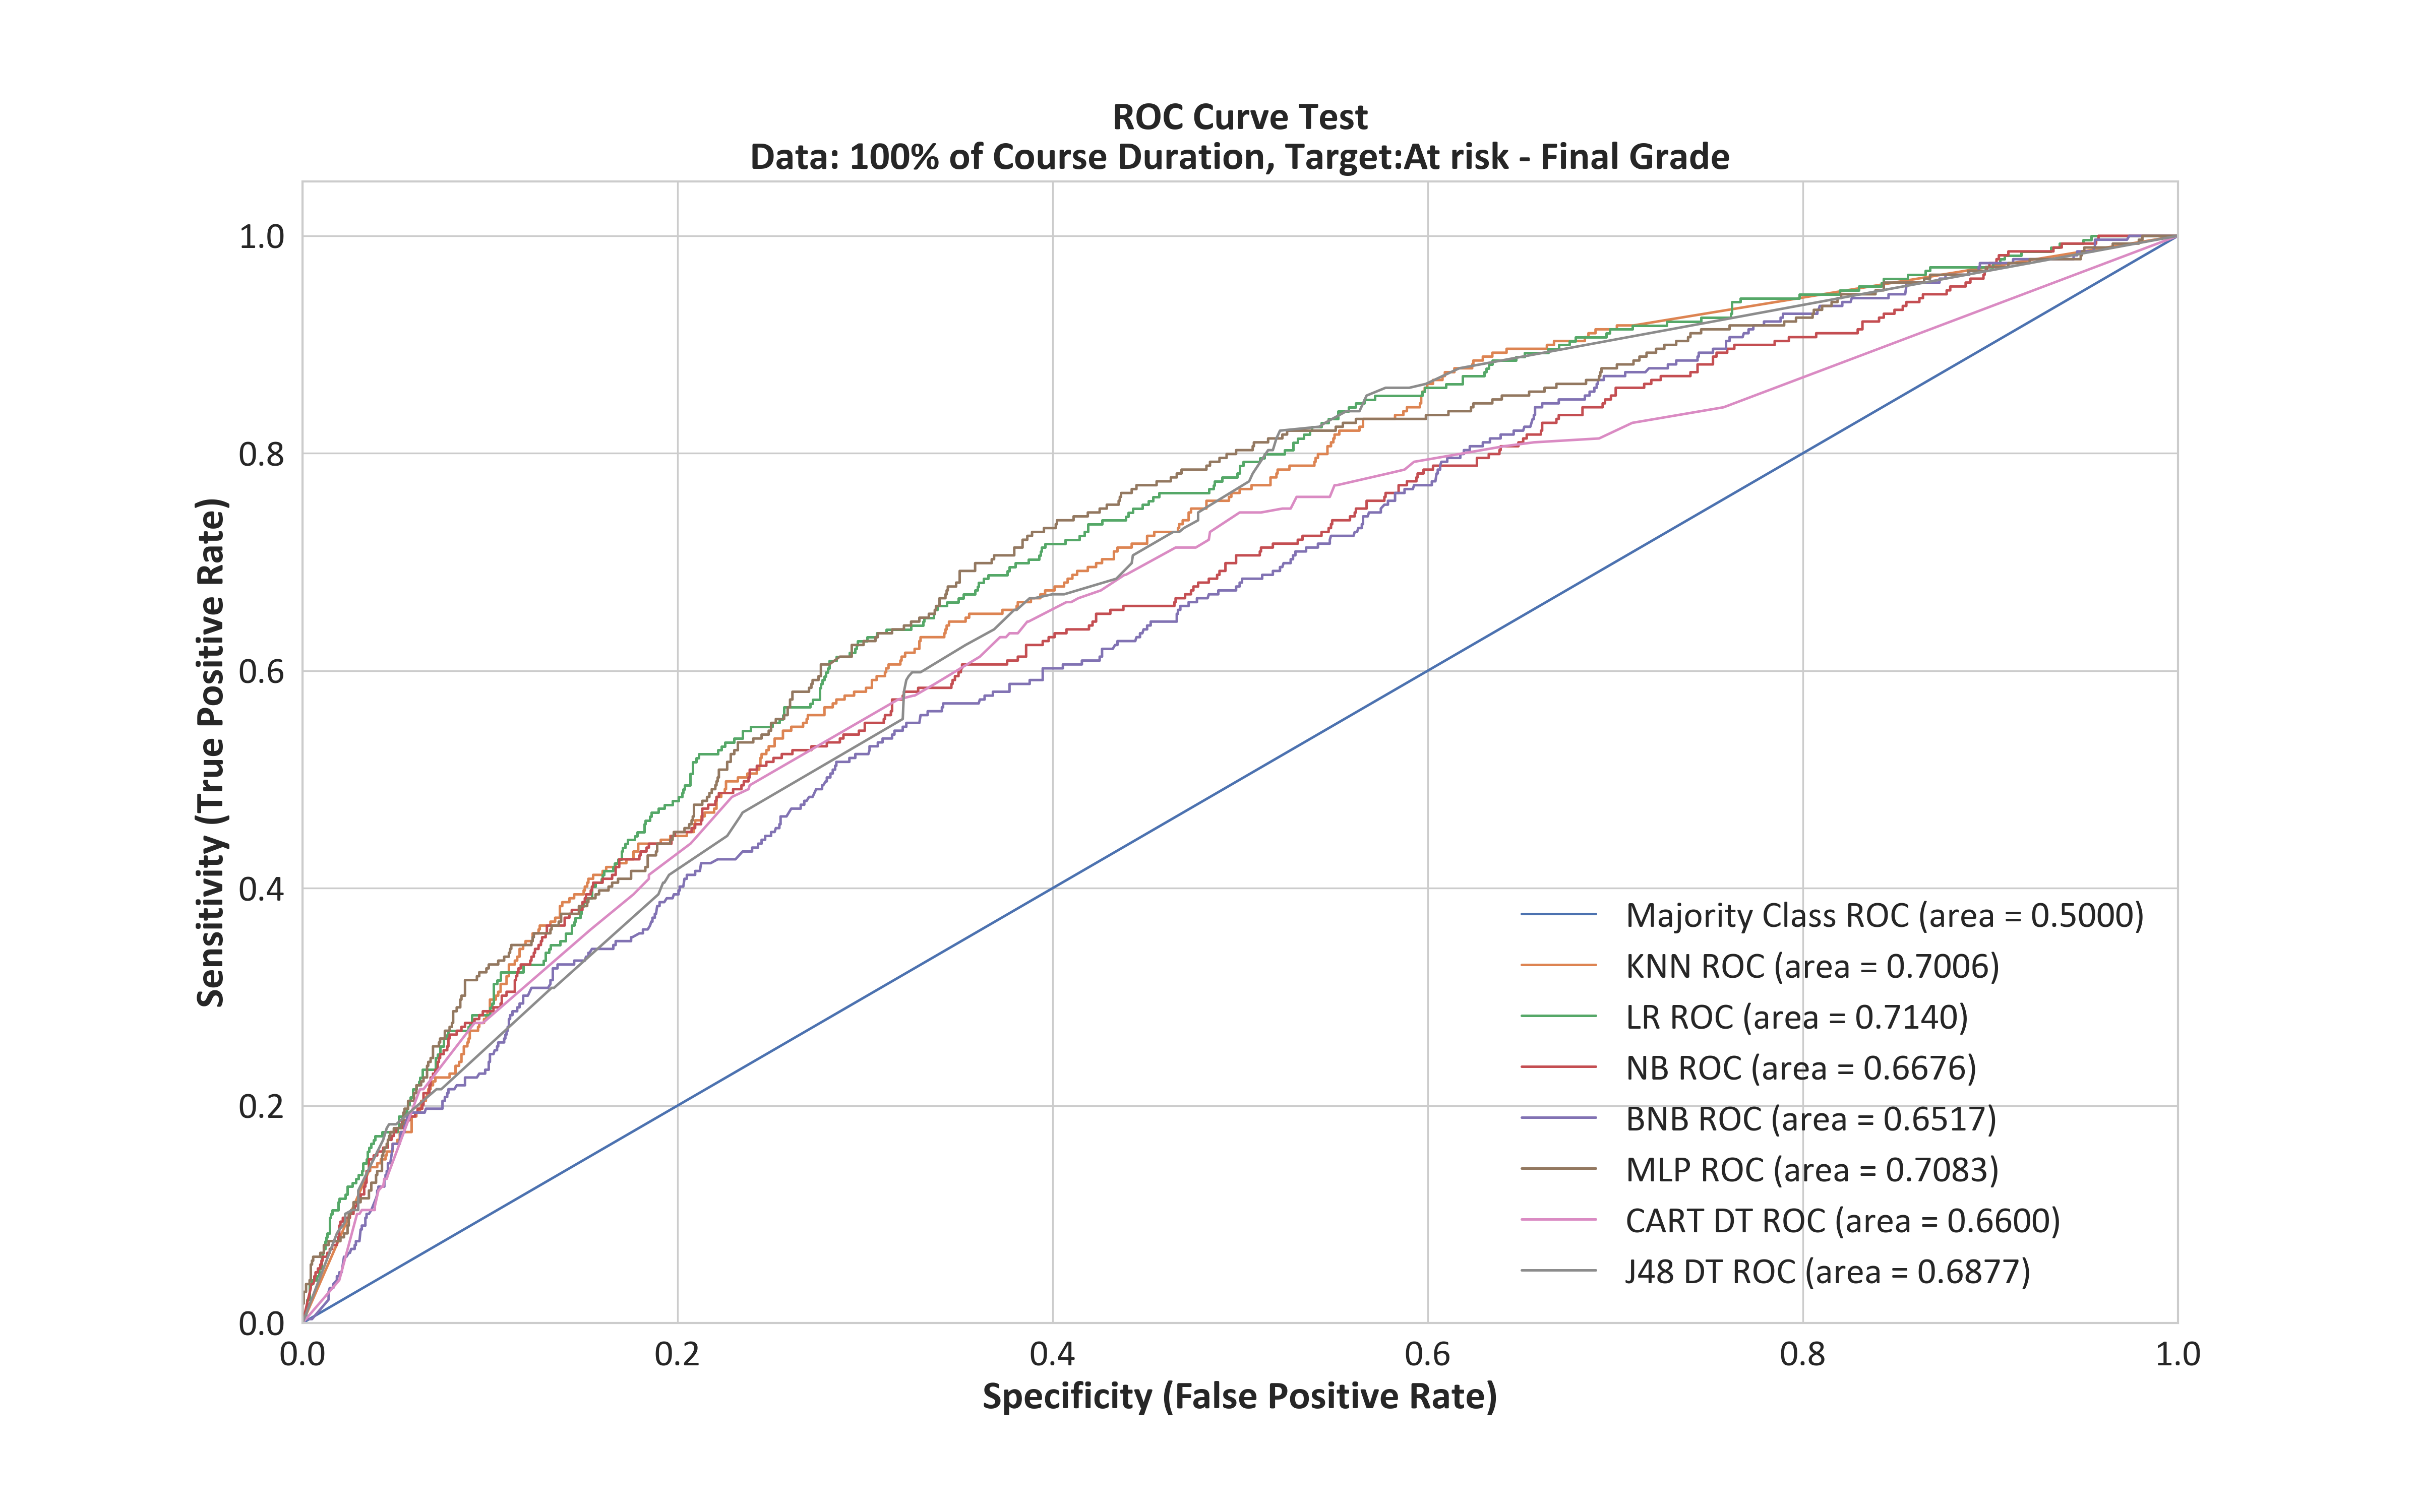 ROC Curve Test
Data: 100% of Course Duration, Target:At risk - Final Grade
Sensitivity (True Positive Rate)
1.0
0.8
0.6
0.4
0.2
0.0
Majority Class ROC (area = 0.5000)
KNN ROC (area = 0.7006)
LR ROC (area = 0.7140)
NB ROC (area = 0.6676)
BNB ROC (area = 0.6517)
MLP ROC (area = 0.7083)
CART DT ROC (area = 0.6600)
J48 DT ROC (area = 0.6877)
0.0 0.2 0.4 0.6 0.8 1.0
Specificity (False Positive Rate)